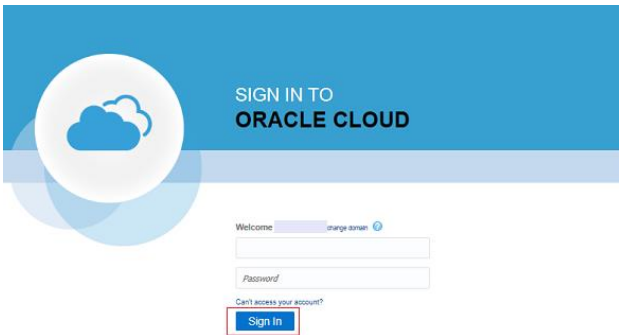 SIGN IN TO
ORACLE CLOUD
Welcome change domain ?
Password
Can't access your account?
Sign In